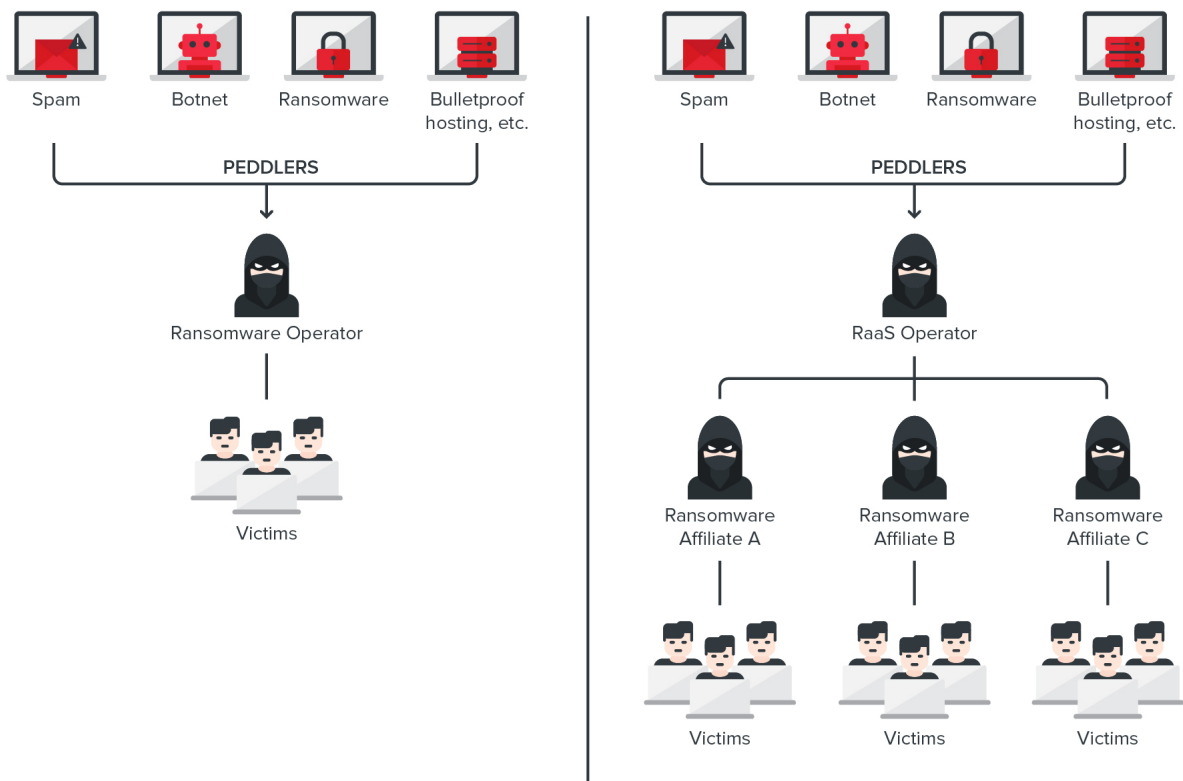 Spam
Botnet
Ransomware
Bulletproof
hosting, etc.
PEDDLERS
Ransomware Operator
Victims
Spam
Botnet
Ransomware
Bulletproof
hosting, etc.
PEDDLERS
RaaS Operator
Ransomware
Affiliate A
Ransomware
Affiliate B
Ransomware
Affiliate C
Victims
Victims
Victims